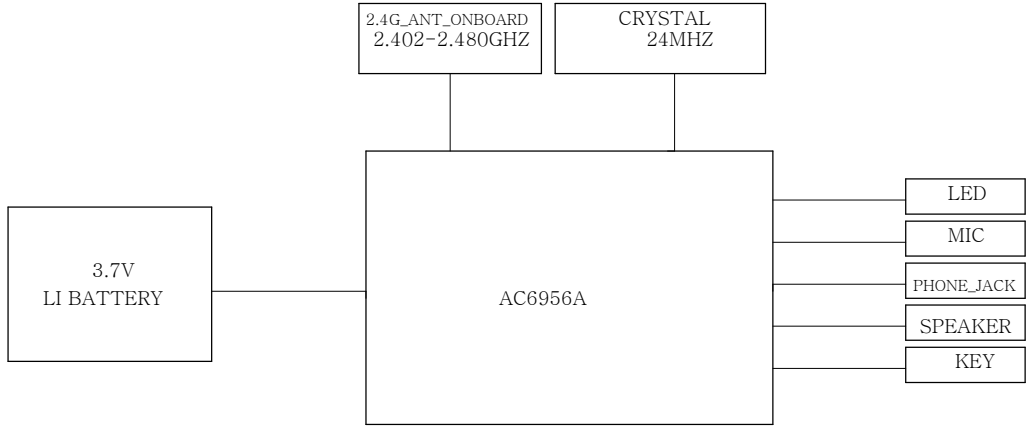 2.4G_ANT_ONBOARD
2.402-2.480GHZ
CRYSTAL
24MHZ
3.7V
LI BATTERY
AC6956A
LED
MIC
PHONE_JACK
SPEAKER
KEY